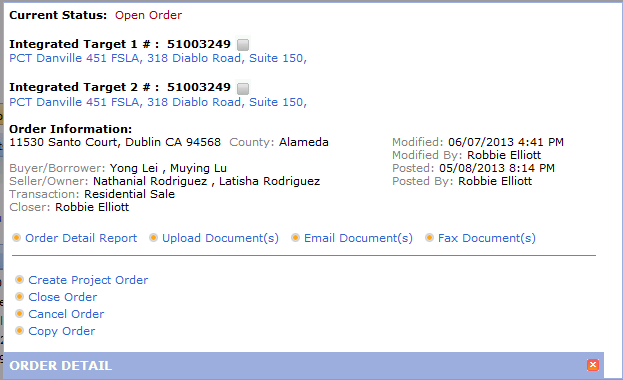 Current Status: Open Order
Integrated Target 1 # : 51003249
PCT Danville 451 FSLA, 318 Diablo Road, Suite 150,
Integrated Target 2 # : 51003249
PCT Danville 451 FSLA, 318 Diablo Road, Suite 150,
Order Information:
11530 Santo Court, Dublin CA 94568 County: Alameda
Modified: 06/07/2013 4:41 PM
Modified By: Robbie Elliott
Buyer/Borrower: Yong Lei , Muying Lu
Posted: 05/08/2013 8:14 PM
Seller/Owner: Nathanial Rodriguez , Latisha Rodriguez
Posted By: Robbie Elliott
Transaction: Residential Sale
Closer: Robbie Elliott
Order Detail Report Upload Document(s) Email Document(s) Fax Document(s)
Create Project Order
Close Order
Cancel Order
Copy Order
ORDER DETAIL